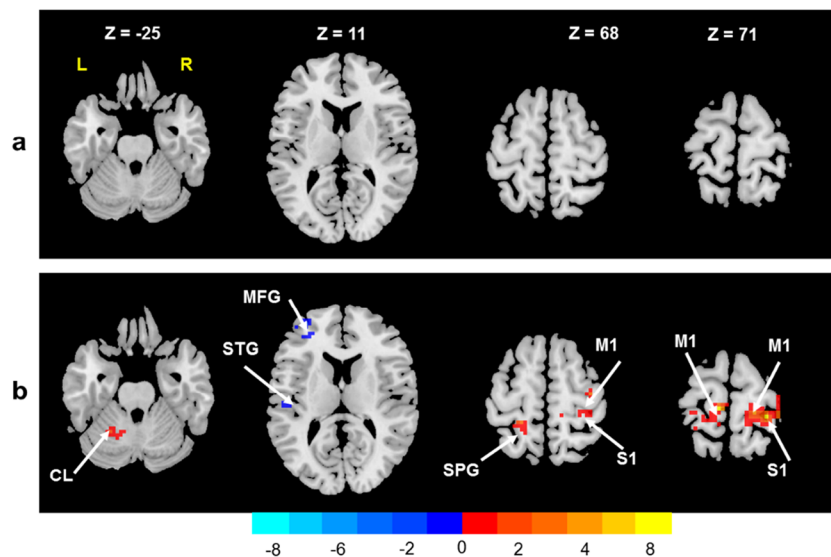 Z = -25 Z = 11 Z = 68 Z = 71
L R
a
b
MFG
STG
M1
M1 M1
CL
SPG
S1
S1
-8 -6 -2 0 2 4 6 8